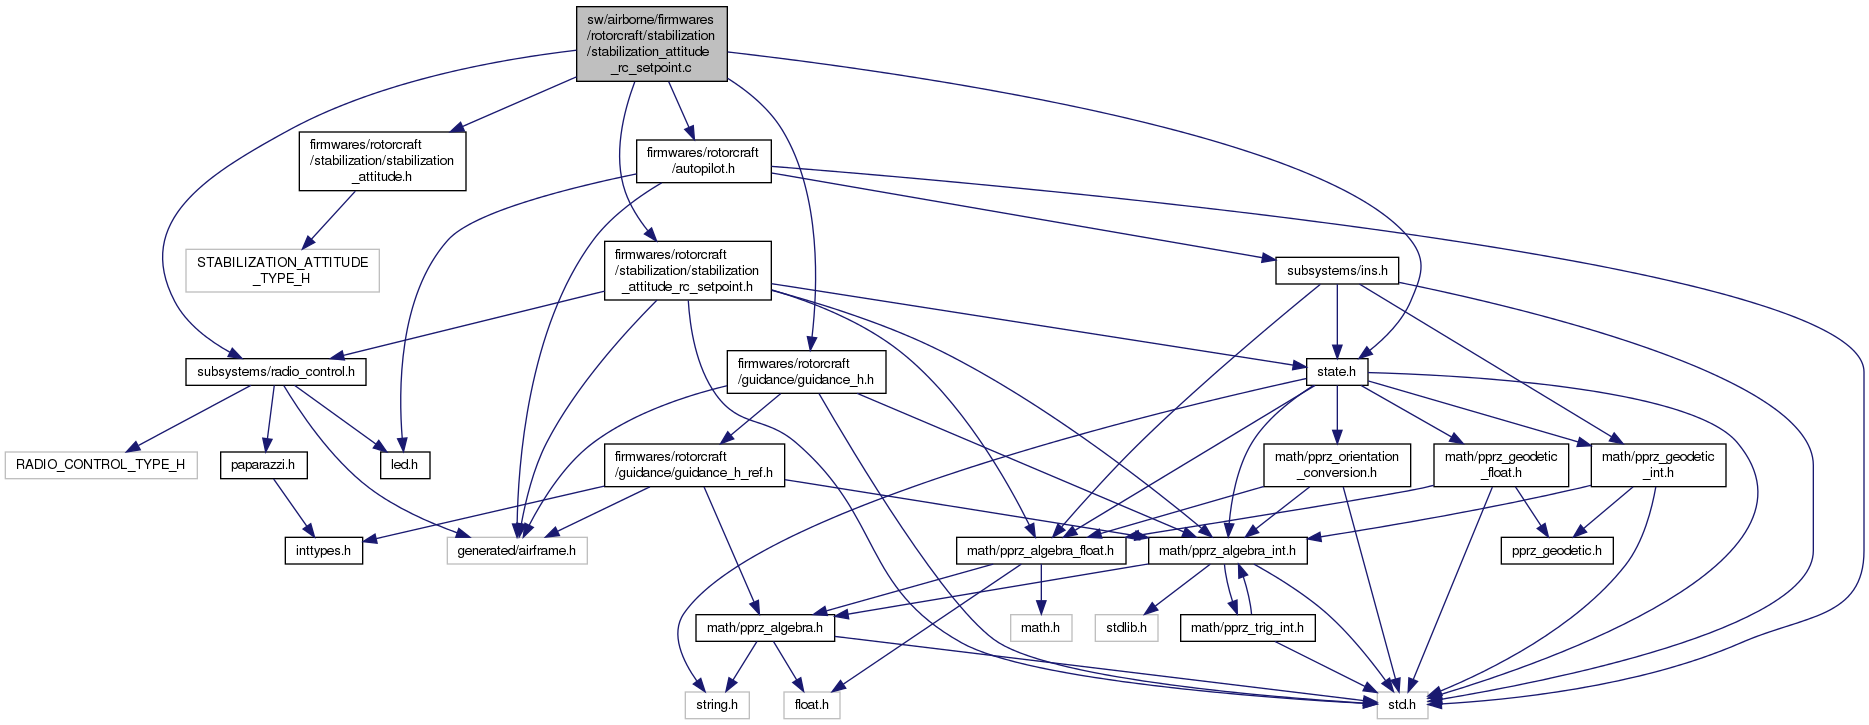 sw/airborne/firmwares
/rotorcraft/stabilization
/stabilization_attitude
_rc_setpoint.c
firmwares/rotorcraft
/stabilization/stabilization
_attitude.h
firmwares/rotorcraft
/autopilot.h
STABILIZATION_ATTITUDE
_TYPE_H
firmwares/rotorcraft
/stabilization/stabilization
_attitude_rc_setpoint.h
subsystems/ins.h
subsystems/radio_control.h
firmwares/rotorcraft
/guidance/guidance_h.h
state.h
RADIO_CONTROL_TYPE_H
paparazzi.h
led.h
firmwares/rotorcraft
/guidance/guidance_h_ref.h
math/pprz_orientation
_conversion.h
math/pprz_geodetic
_float.h
math/pprz_geodetic
_int.h
inttypes.h
generated/airframe.h
math/pprz_algebra_float.h
math/pprz_algebra_int.h
pprz_geodetic.h
math/pprz_algebra.h
math.h
stdlib.h
math/pprz_trig_int.h
string.h
float.h
std.h